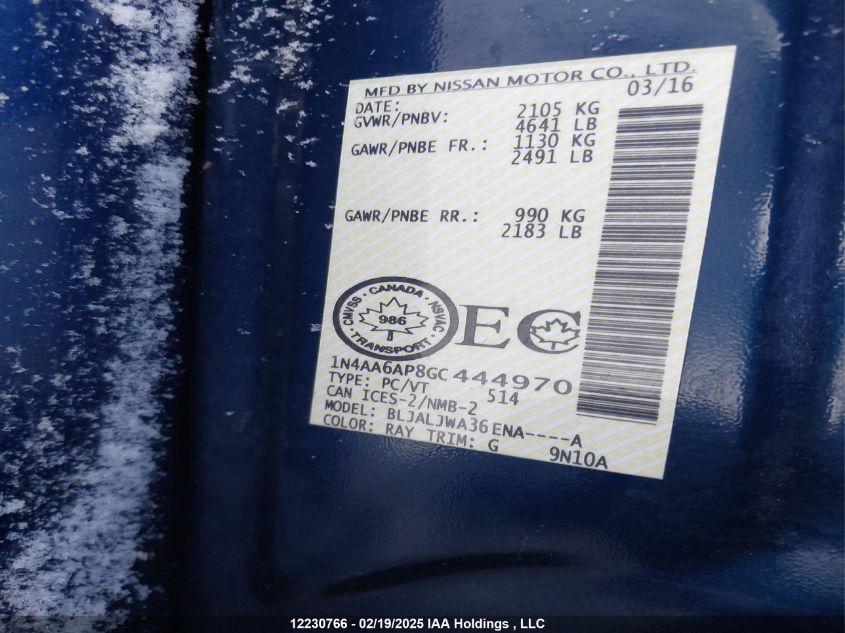 MFD BY NISSAN MOTOR CO., LTD.
DATE: 03/16
GVWR/PNBV: 2105 KG
4641 LB
GAWR/PNBE FR.: 1130 KG
2491 LB
GAWR/PNBE RR.: 990 KG
2183 LB
CMVSS · CANADA · NSVAC · TRANSPORT ·
986
EC
1N4AA6AP8GC444970
TYPE: PC/VT 514
CAN ICES-2/NMB-2
MODEL: BLJALJWA36ENA----A
COLOR: RAY TRIM: G 9N10A
12230766 - 02/19/2025 IAA Holdings , LLC